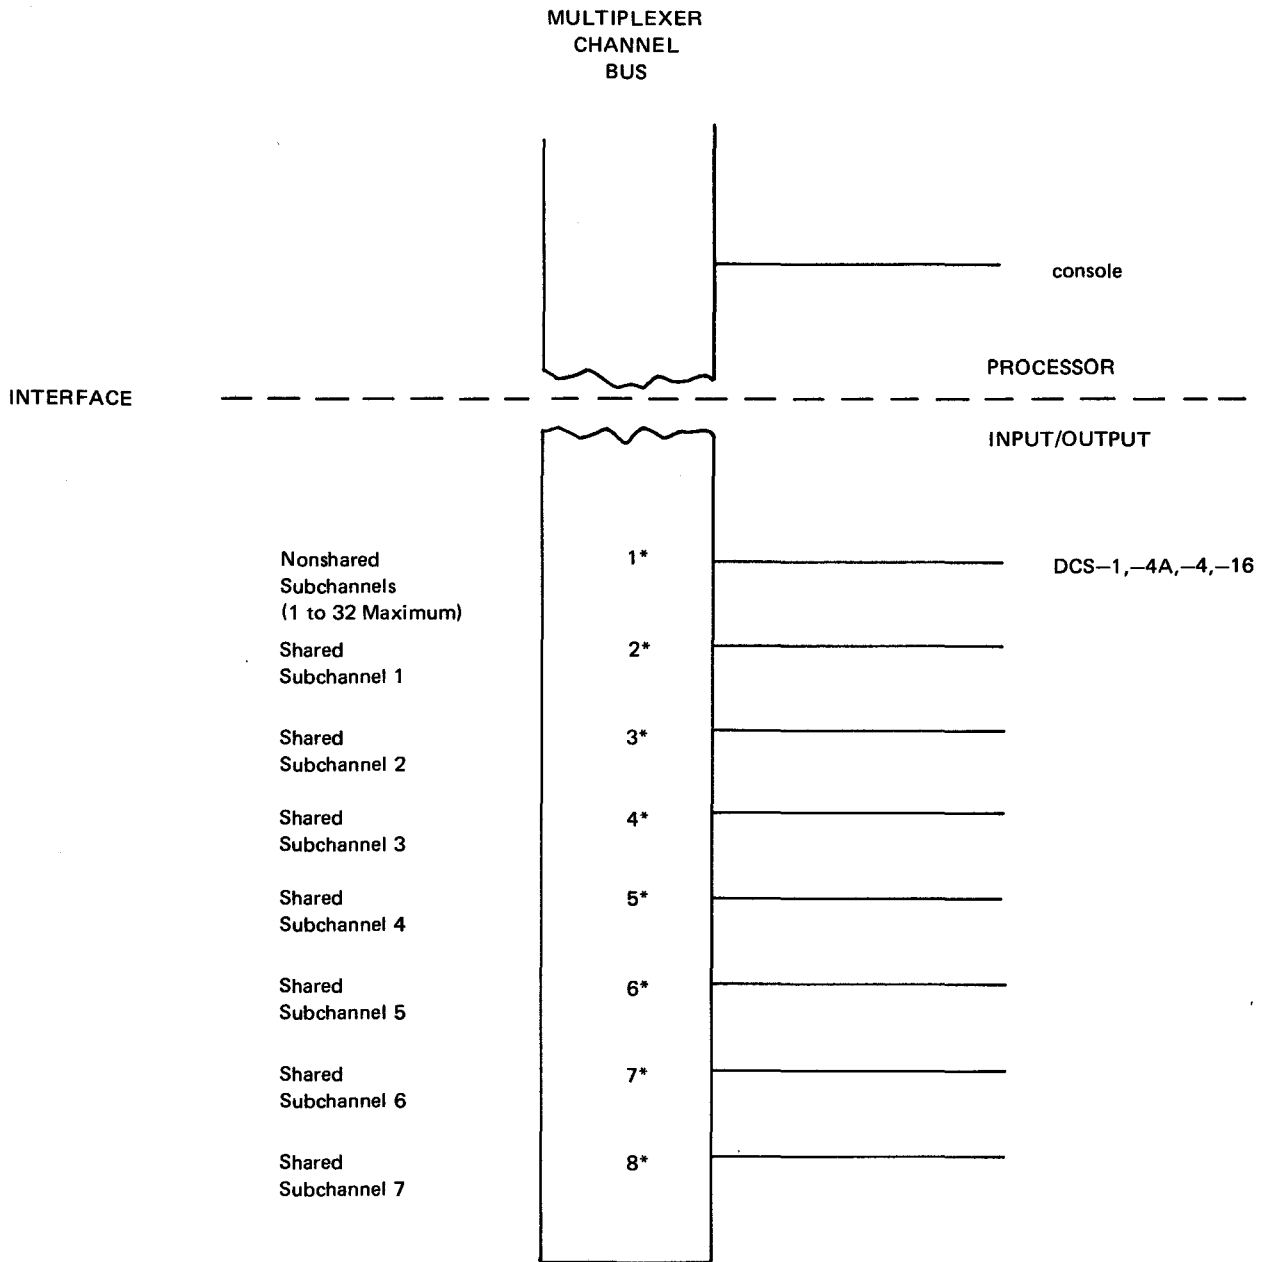 MULTIPLEXER
CHANNEL
BUS
console
PROCESSOR
INTERFACE
INPUT/OUTPUT
Nonshared
Subchannels
(1 to 32 Maximum)
1*
DCS–1,–4A,–4,–16
Shared
Subchannel 1
2*
Shared
Subchannel 2
3*
Shared
Subchannel 3
4*
Shared
Subchannel 4
5*
Shared
Subchannel 5
6*
Shared
Subchannel 6
7*
Shared
Subchannel 7
8*